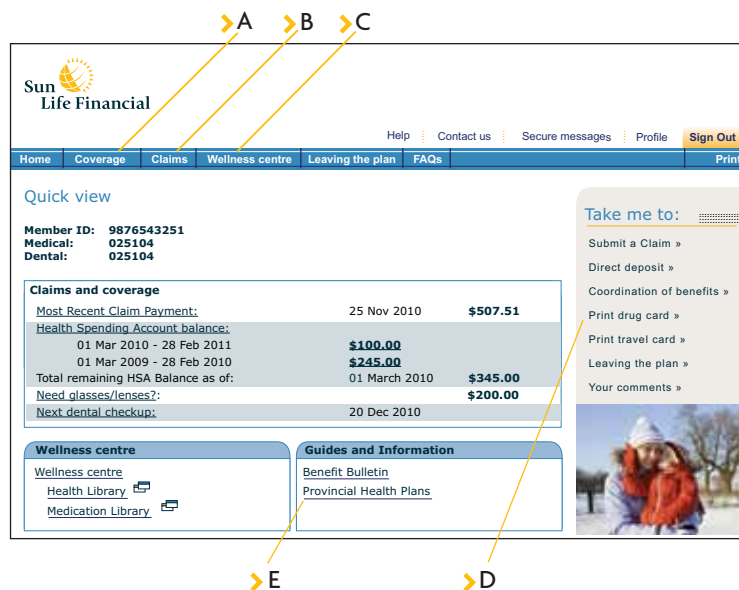 A
B
C
Sun
Life Financial
Help Contact us Secure messages Profile Sign Out
Home Coverage Claims Wellness centre Leaving the plan FAQs Print
Quick view
Member ID: 9876543251
Medical: 025104
Dental: 025104
Claims and coverage
Most Recent Claim Payment: 25 Nov 2010 $507.51
Health Spending Account balance:
01 Mar 2010 - 28 Feb 2011 $100.00
01 Mar 2009 - 28 Feb 2010 $245.00
Total remaining HSA Balance as of: 01 March 2010 $345.00
Need glasses/lenses?: $200.00
Next dental checkup: 20 Dec 2010
Take me to:
Submit a Claim »
Direct deposit »
Coordination of benefits »
Print drug card »
Print travel card »
Leaving the plan »
Your comments »
Wellness centre
Wellness centre
Health Library
Medication Library
Guides and Information
Benefit Bulletin
Provincial Health Plans
E
D